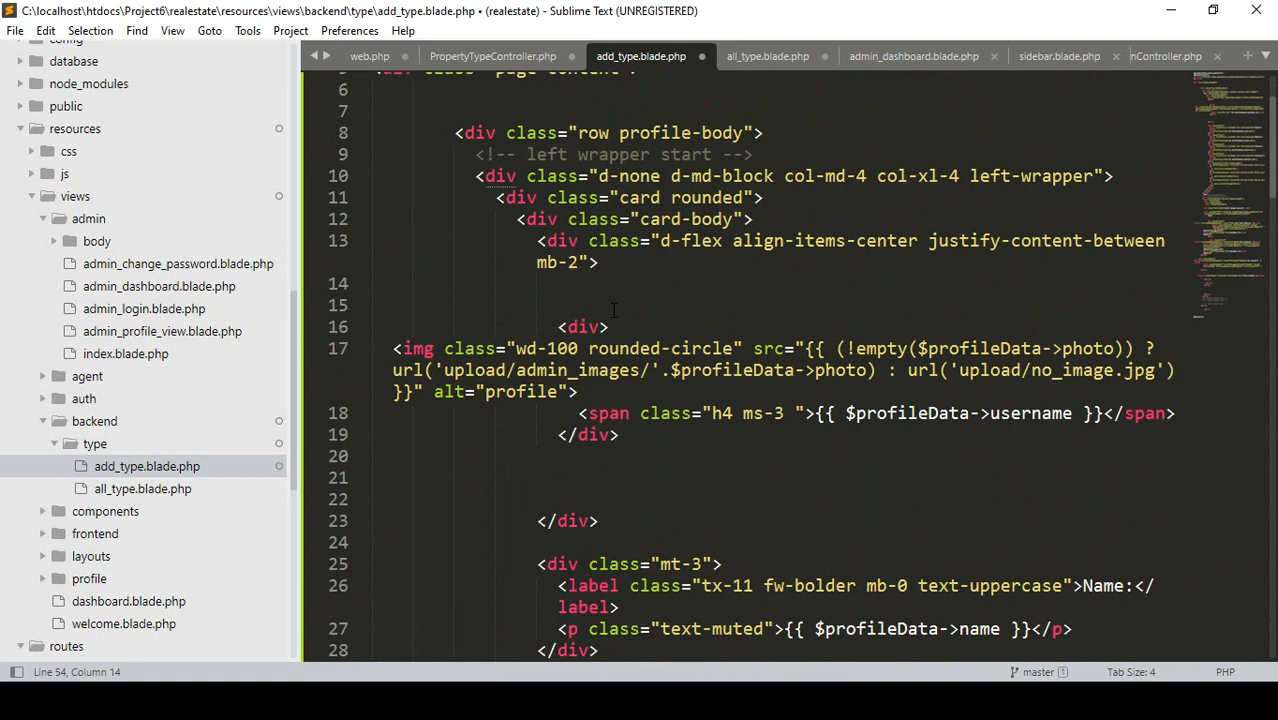 C:\localhost\htdocs\Project6\realestate\resources\views\backend\type\add_type.blade.php • (realestate) - Sublime Text (UNREGISTERED)
File Edit Selection Find View Goto Tools Project Preferences Help
config
web.php PropertyTypeController.php add_type.blade.php all_type.blade.php admin_dashboard.blade.php sidebar.blade.php nController.php
database
node_modules
public
resources
css
js
views
admin
body
admin_change_password.blade.php
admin_dashboard.blade.php
admin_login.blade.php
admin_profile_view.blade.php
index.blade.php
agent
auth
backend
type
add_type.blade.php
all_type.blade.php
components
frontend
layouts
profile
dashboard.blade.php
welcome.blade.php
routes
6
7
8 <div class="row profile-body">
9 <!-- left wrapper start -->
10 <div class="d-none d-md-block col-md-4 col-xl-4 left-wrapper">
11 <div class="card rounded">
12 <div class="card-body">
13 <div class="d-flex align-items-center justify-content-between
mb-2">
14
15
16 <div>
17 <img class="wd-100 rounded-circle" src="{{ (!empty($profileData->photo)) ?
url('upload/admin_images/'.$profileData->photo) : url('upload/no_image.jpg')
}}" alt="profile">
18 <span class="h4 ms-3 ">{{ $profileData->username }}</span>
19 </div>
20
21
22
23 </div>
24
25 <div class="mt-3">
26 <label class="tx-11 fw-bolder mb-0 text-uppercase">Name:</
label>
27 <p class="text-muted">{{ $profileData->name }}</p>
28 </div>
Line 54, Column 14 master 1 Tab Size: 4 PHP